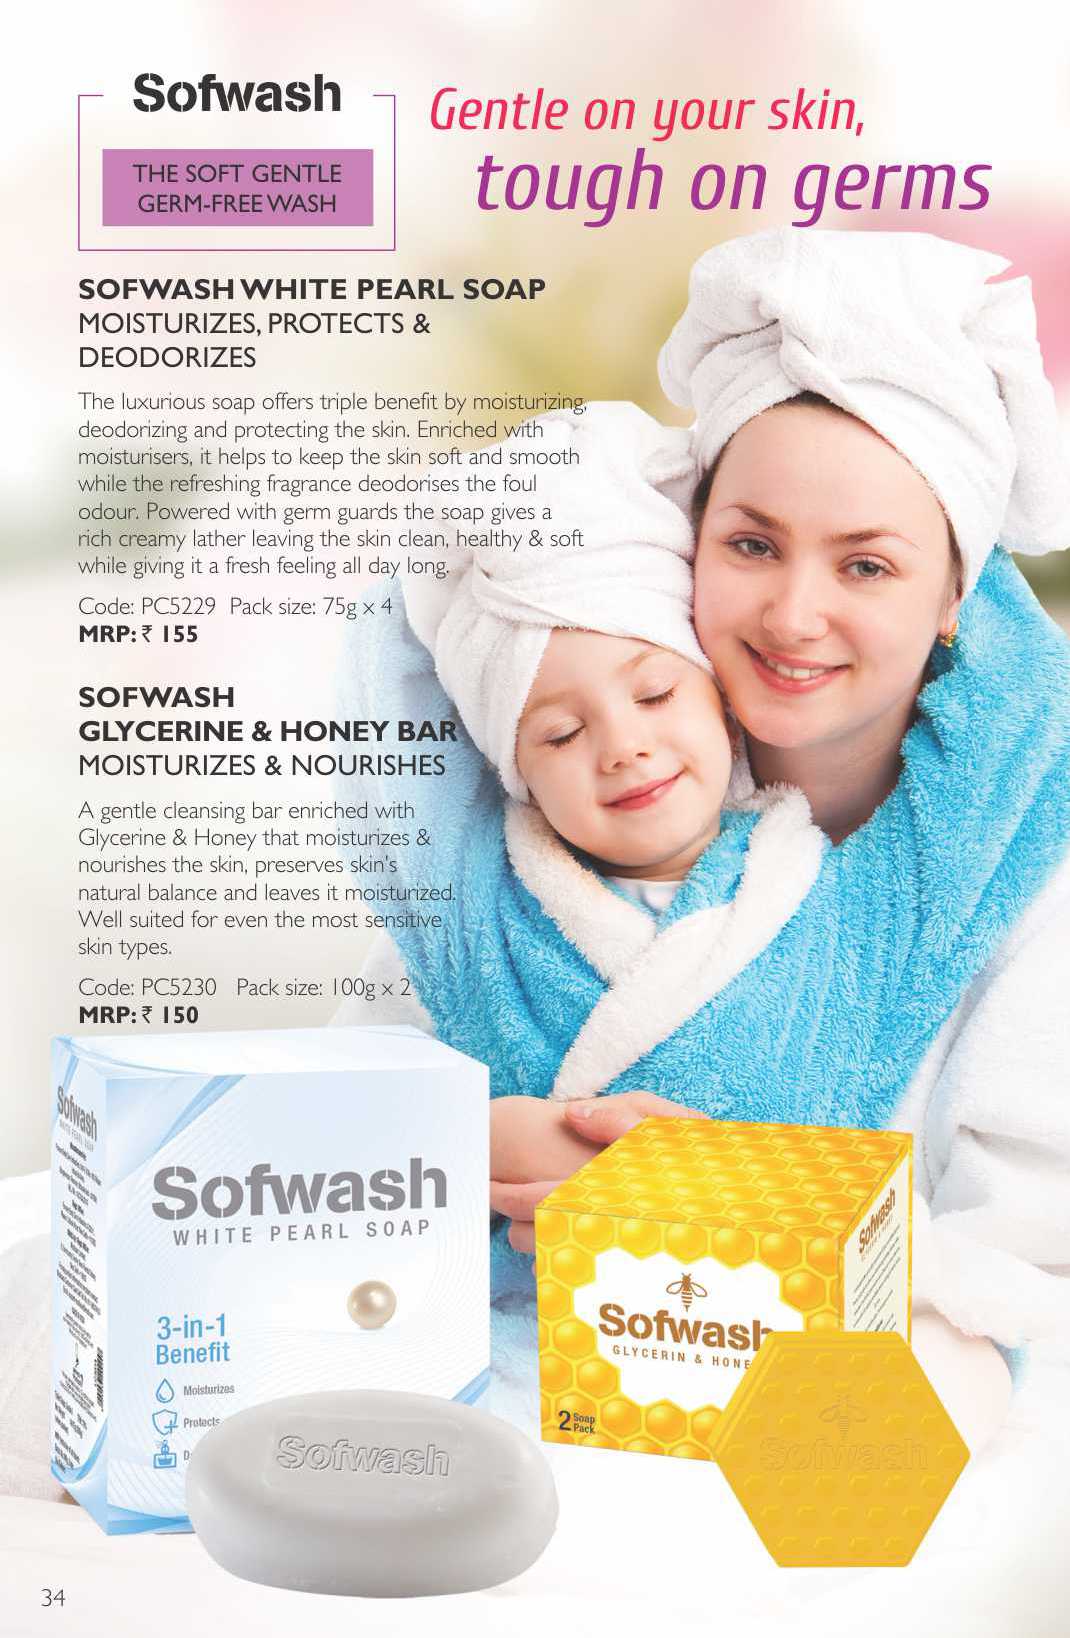 Sofwash
THE SOFT GENTLE
GERM-FREE WASH
Gentle on your skin,
tough on germs
SOFWASH WHITE PEARL SOAP
MOISTURIZES, PROTECTS &
DEODORIZES
The luxurious soap offers triple benefit by moisturizing,
deodorizing and protecting the skin. Enriched with
moisturisers, it helps to keep the skin soft and smooth
while the refreshing fragrance deodorises the foul
odour. Powered with germ guards the soap gives a
rich creamy lather leaving the skin clean, healthy & soft
while giving it a fresh feeling all day long.
Code: PC5229 Pack size: 75g x 4
MRP: ₹ 155
SOFWASH
GLYCERINE & HONEY BAR
MOISTURIZES & NOURISHES
A gentle cleansing bar enriched with
Glycerine & Honey that moisturizes &
nourishes the skin, preserves skin's
natural balance and leaves it moisturized.
Well suited for even the most sensitive
skin types.
Code: PC5230 Pack size: 100g x 2
MRP: ₹ 150
Sofwash
WHITE PEARL SOAP
Sofwash
WHITE PEARL SOAP
3-in-1
Benefit
Moisturizes
Protects
Sofwash
Sofwash
Sofwash
GLYCERIN & HONE
2 Soap
Pack
Sofwash
34